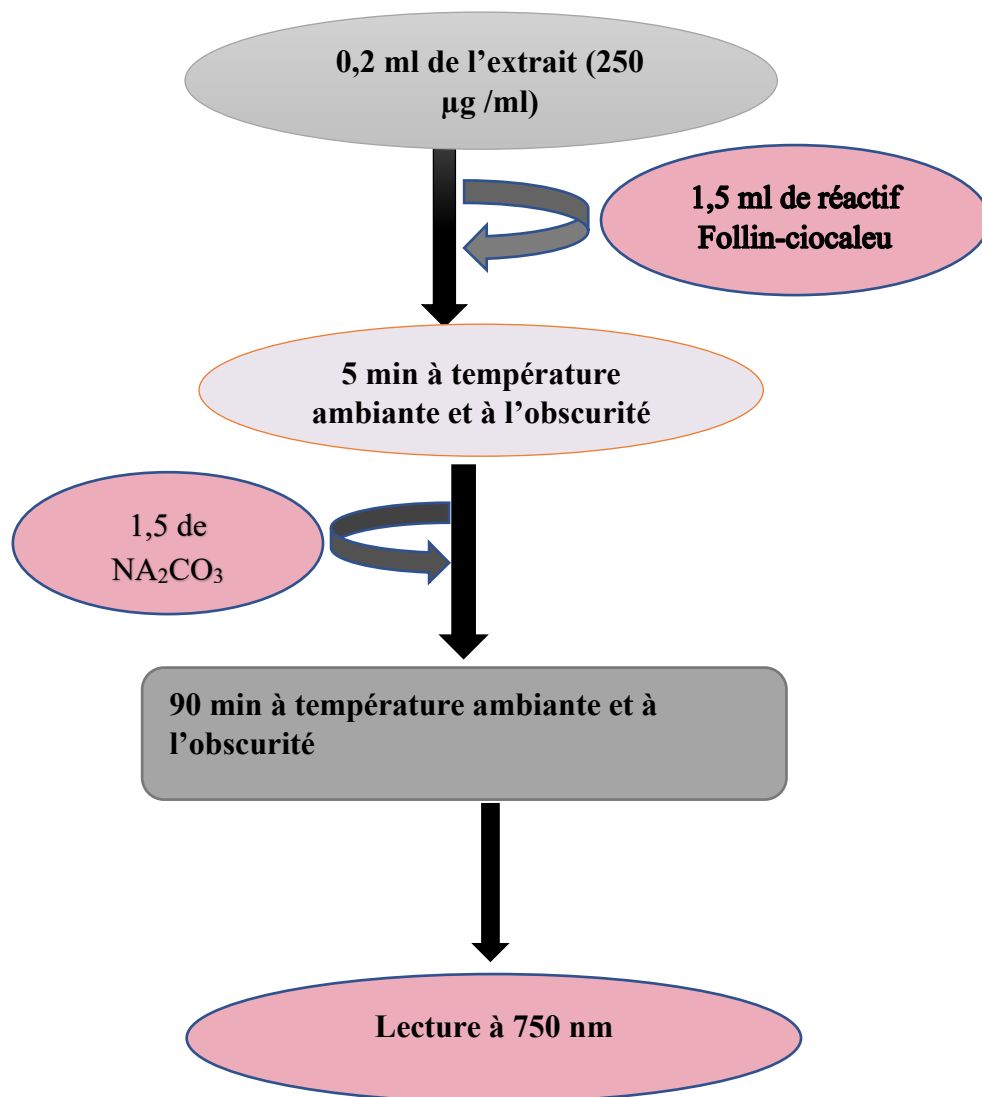 0,2 ml de l’extrait (250
µg /ml)
1,5 ml de réactif
Follin-ciocaleu
5 min à température
ambiante et à l’obscurité
1,5 de
NA₂CO₃
90 min à température ambiante et à
l’obscurité
Lecture à 750 nm